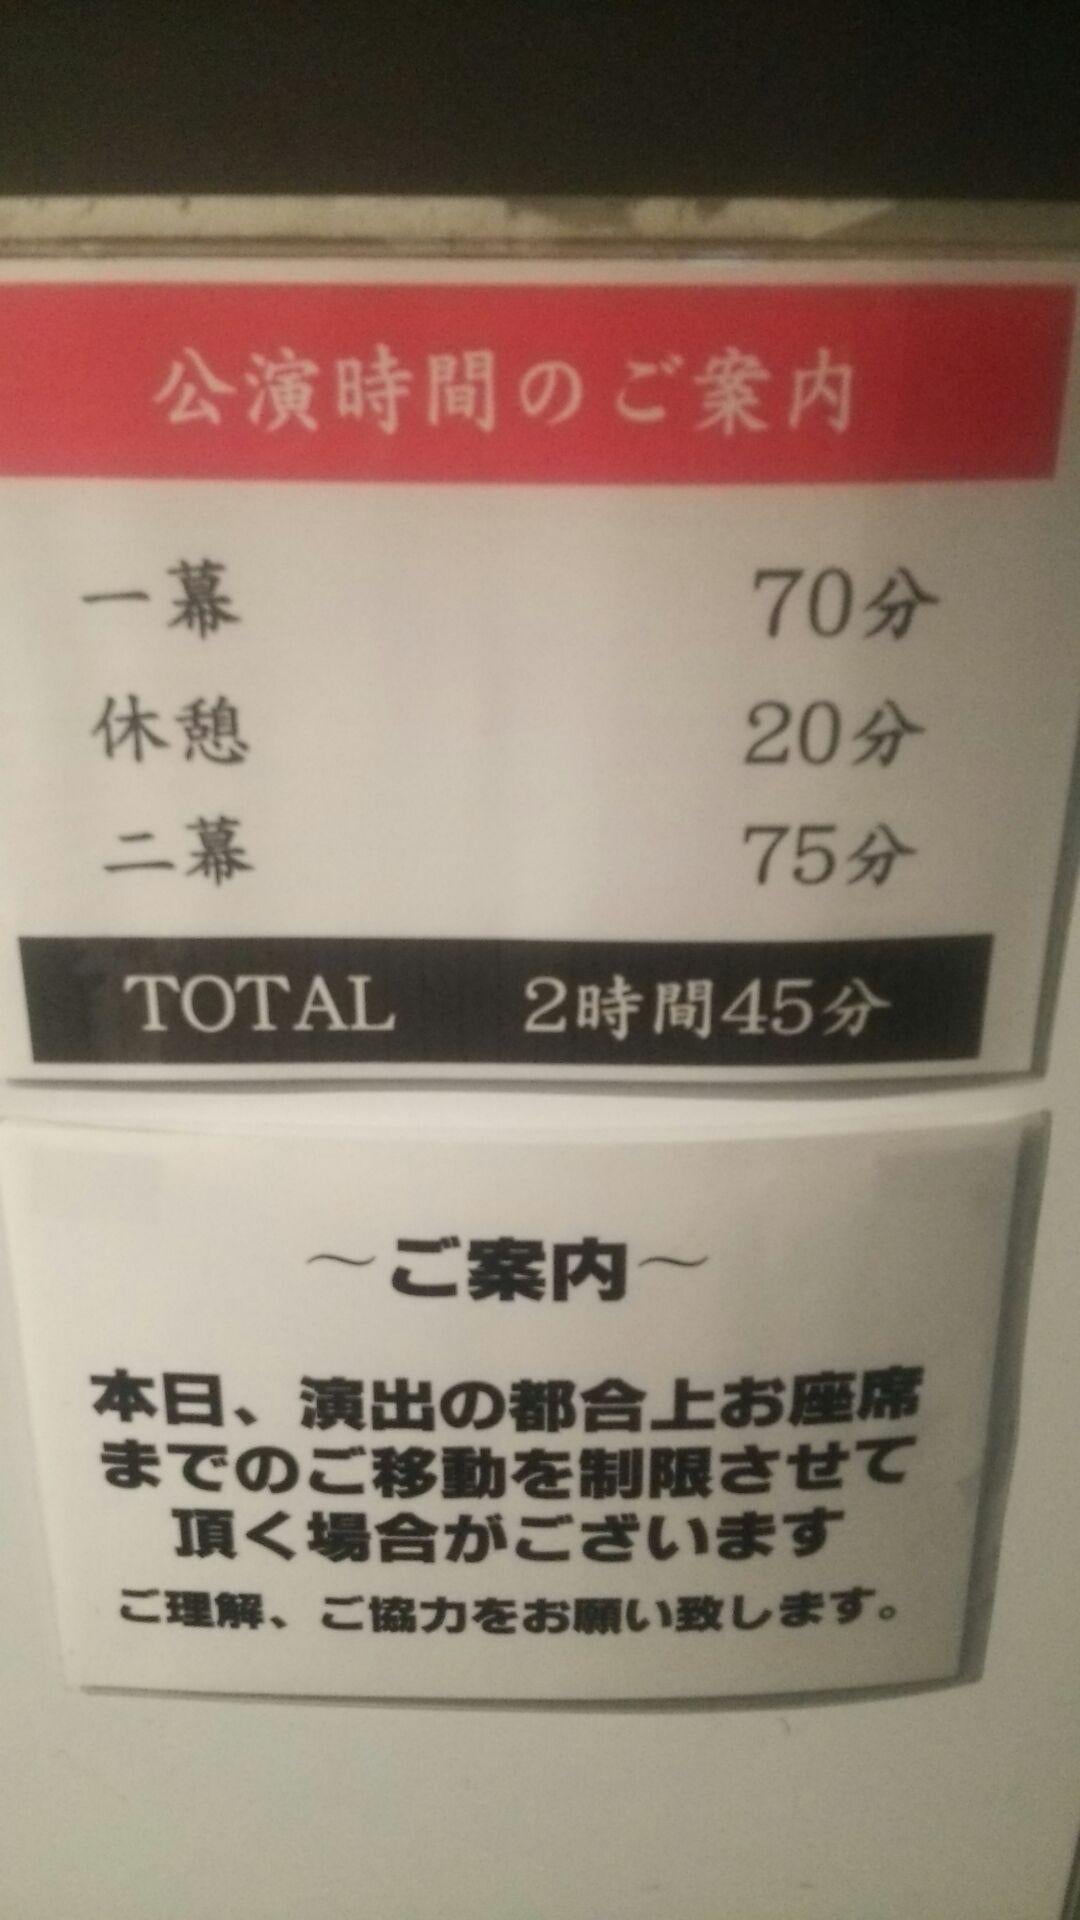 公演時間のご案内
一幕 70分
休憩 20分
二幕 75分
TOTAL 2時間45分
～ご案内～
本日、演出の都合上お座席
までのご移動を制限させて
頂く場合がございます
ご理解、ご協力をお願い致します。